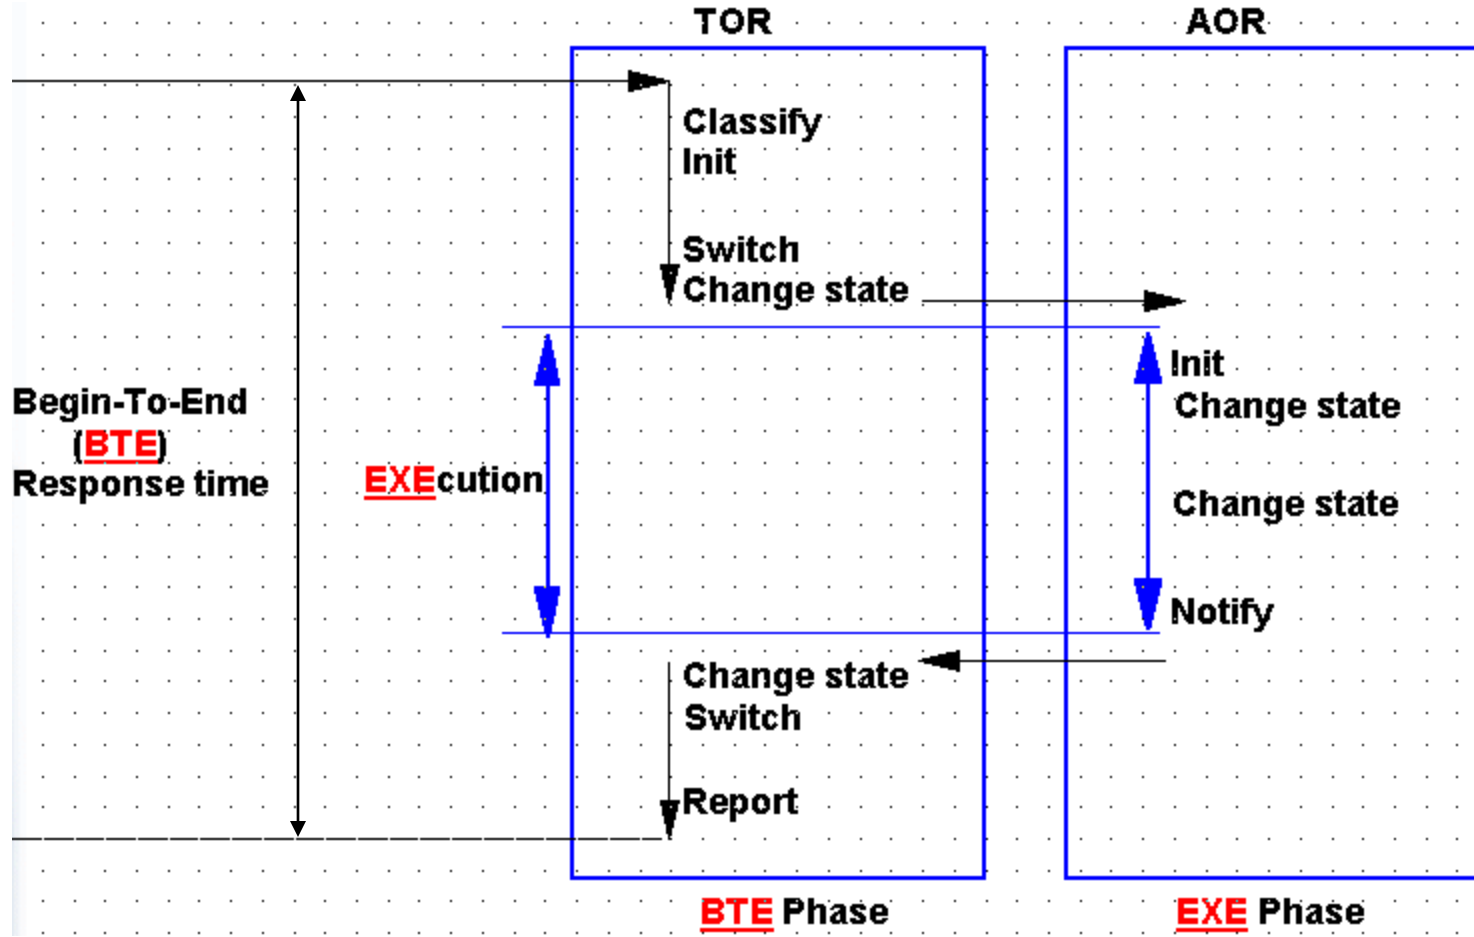 TOR
AOR
Classify
Init
Switch
Change state
Init
Change state
Begin-To-End
(BTE)
Response time
EXEcution
Change state
Notify
Change state
Switch
Report
BTE Phase
EXE Phase